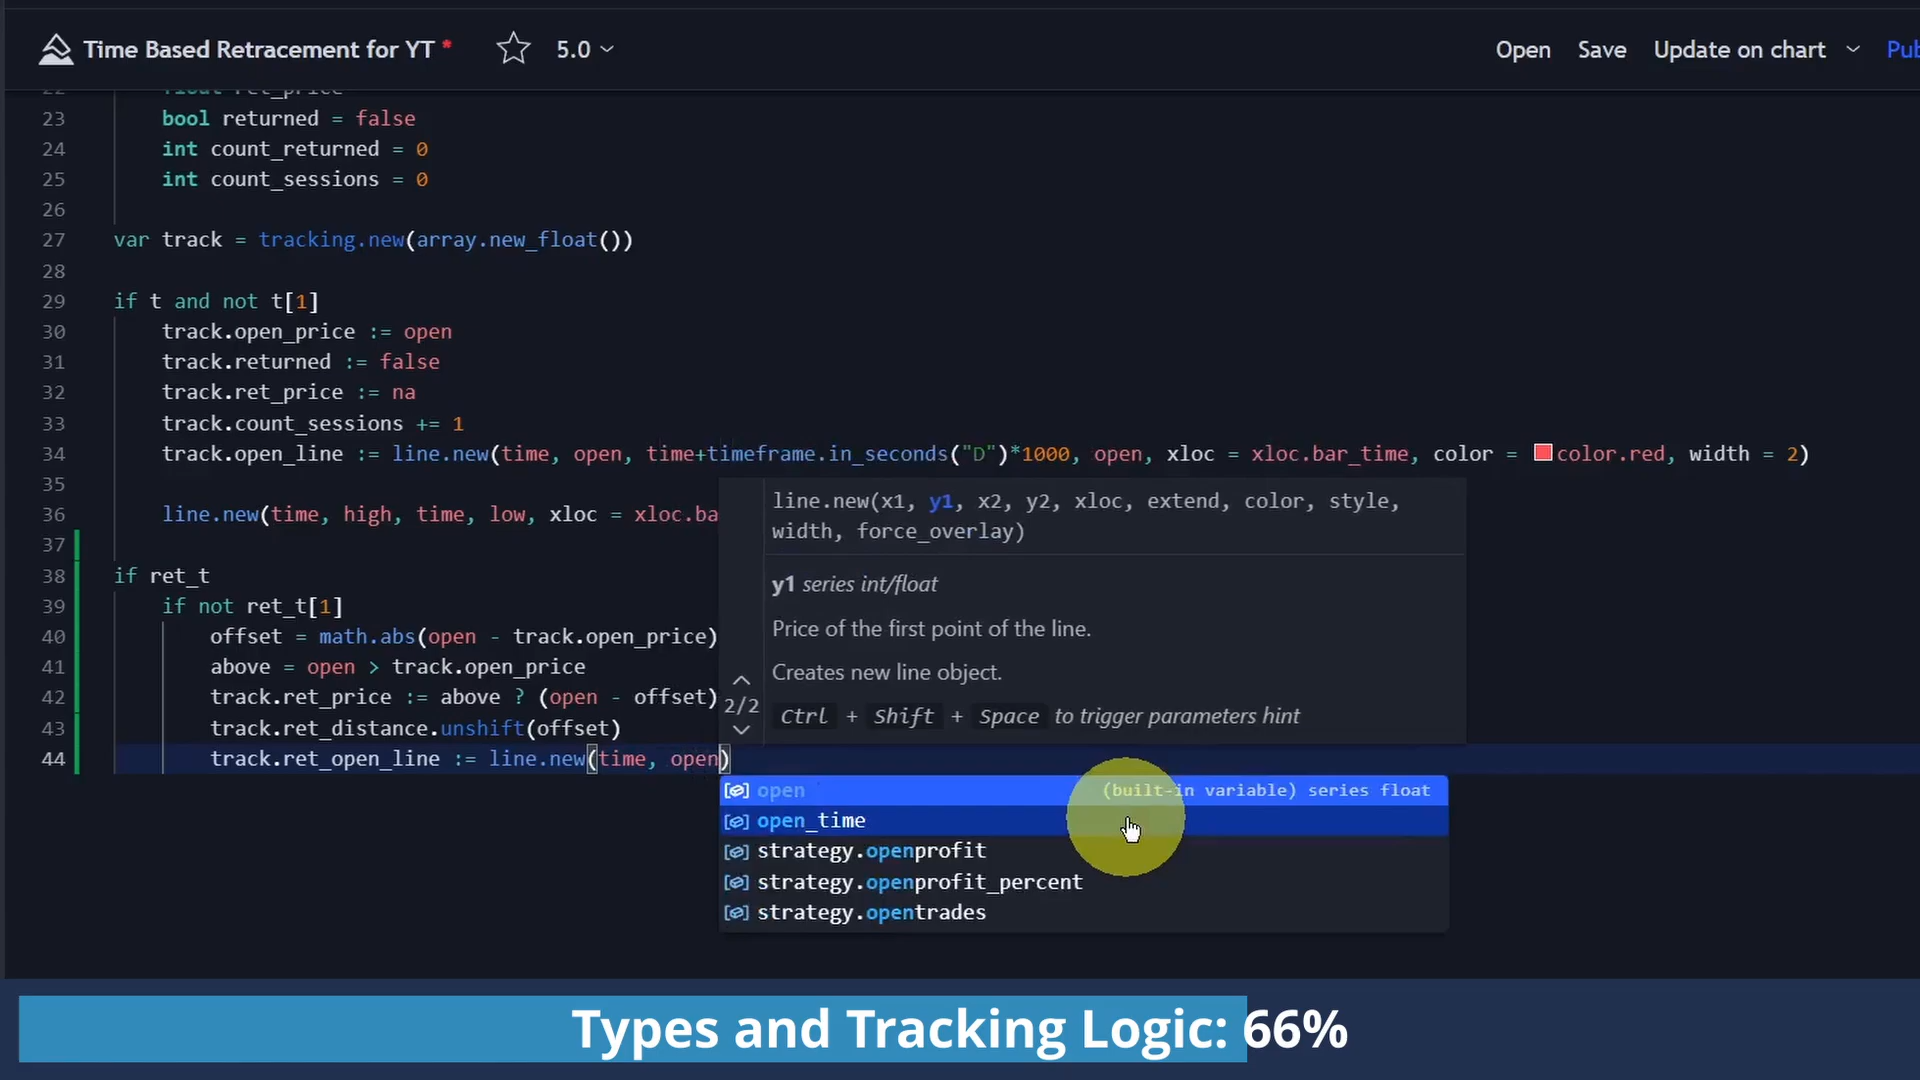 Time Based Retracement for YT * 5.0
Open Save Update on chart Pub
22 float ret_price
23 bool returned = false
24 int count_returned = 0
25 int count_sessions = 0
26
27 var track = tracking.new(array.new_float())
28
29 if t and not t[1]
30 track.open_price := open
31 track.returned := false
32 track.ret_price := na
33 track.count_sessions += 1
34 track.open_line := line.new(time, open, time+timeframe.in_seconds("D")*1000, open, xloc = xloc.bar_time, color = color.red, width = 2)
35
36 line.new(time, high, time, low, xloc = xloc.ba
37
38 if ret_t
39 if not ret_t[1]
40 offset = math.abs(open - track.open_price)
41 above = open > track.open_price
42 track.ret_price := above ? (open - offset)
43 track.ret_distance.unshift(offset)
44 track.ret_open_line := line.new(time, open)
line.new(x1, y1, x2, y2, xloc, extend, color, style,
width, force_overlay)
y1 series int/float
Price of the first point of the line.
Creates new line object.
2/2
Ctrl + Shift + Space to trigger parameters hint
open (built-in variable) series float
open_time
strategy.openprofit
strategy.openprofit_percent
strategy.opentrades
Types and Tracking Logic: 66%